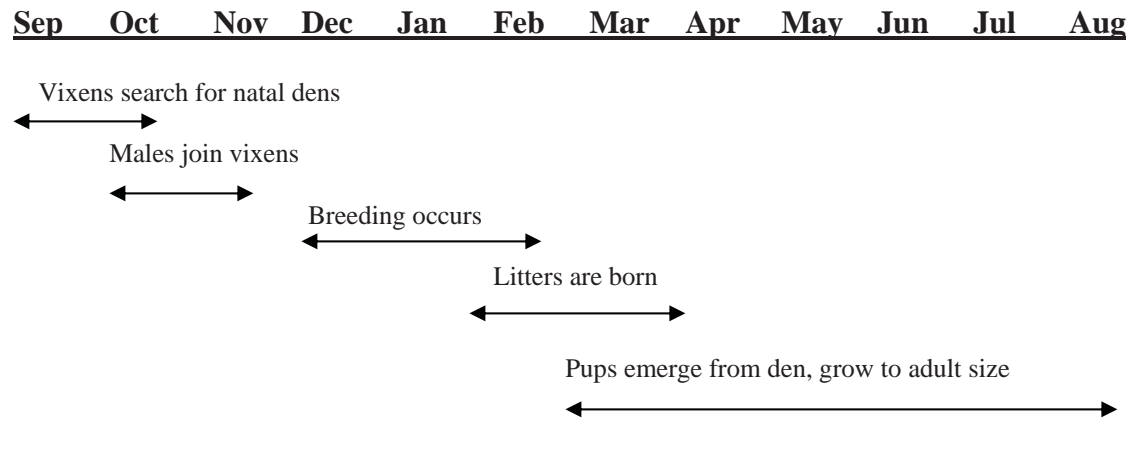 Sep Oct Nov Dec Jan Feb Mar Apr May Jun Jul Aug
Vixens search for natal dens
Males join vixens
Breeding occurs
Litters are born
Pups emerge from den, grow to adult size